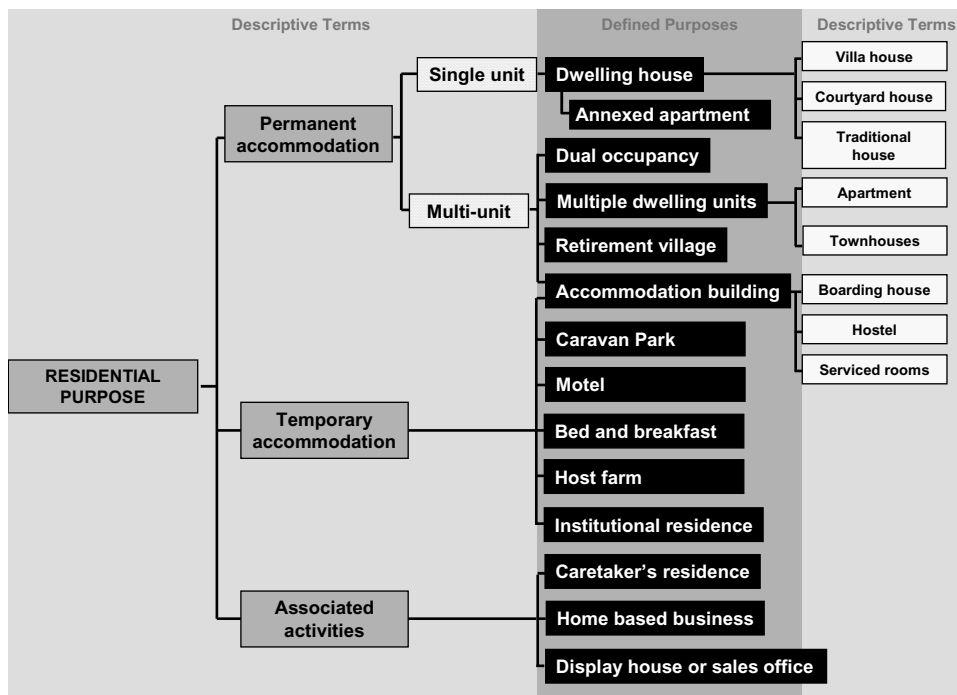 Descriptive Terms
Defined Purposes
Descriptive Terms
RESIDENTIAL
PURPOSE
Permanent
accommodation
Single unit
Dwelling house
Annexed apartment
Villa house
Courtyard house
Traditional
house
Multi-unit
Dual occupancy
Multiple dwelling units
Apartment
Townhouses
Retirement village
Accommodation building
Boarding house
Hostel
Serviced rooms
Temporary
accommodation
Caravan Park
Motel
Bed and breakfast
Host farm
Institutional residence
Associated
activities
Caretaker's residence
Home based business
Display house or sales office